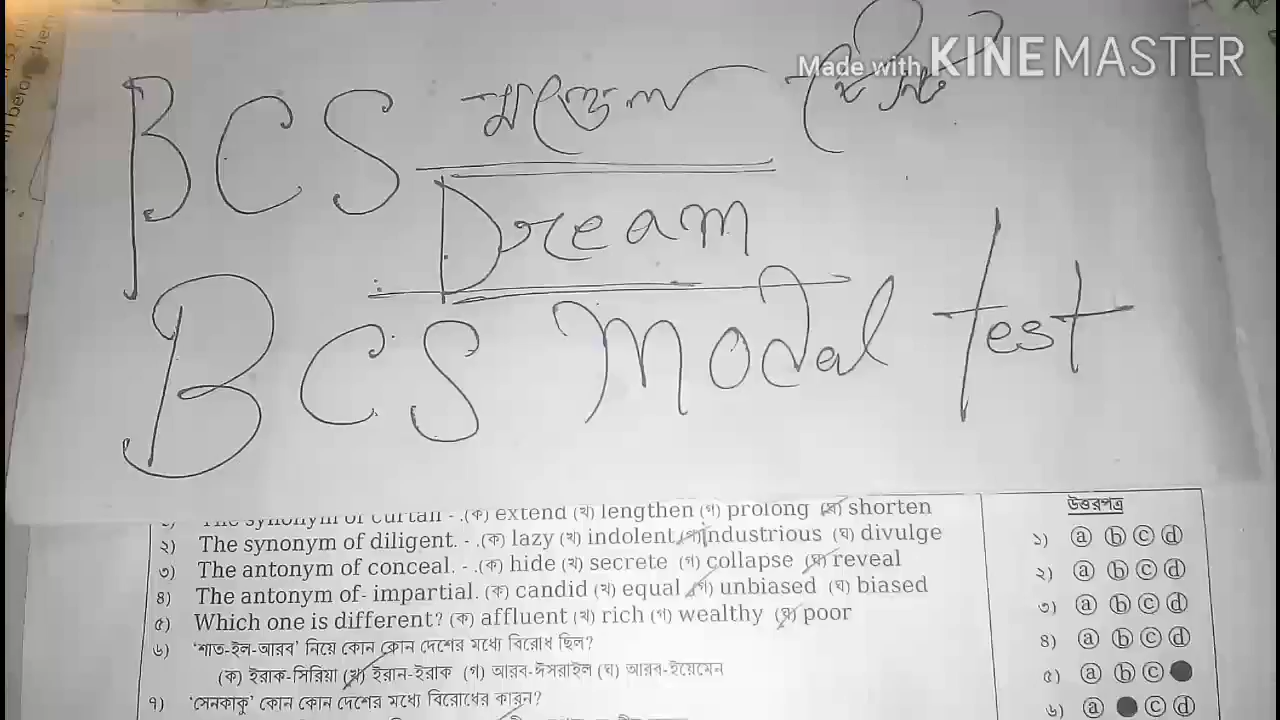 Made with KINEMASTER
BCS মডেল টেস্ট
Dream
BCS Model Test
The synonym of curtail - .(ক) extend (খ) lengthen (গ) prolong (ঘ) shorten
২) The synonym of diligent. - .(ক) lazy (খ) indolent (গ) industrious (ঘ) divulge
৩) The antonym of conceal. - .(ক) hide (খ) secrete (গ) collapse (ঘ) reveal
৪) The antonym of- impartial. (ক) candid (খ) equal (গ) unbiased (ঘ) biased
৫) Which one is different? (ক) affluent (খ) rich (গ) wealthy (ঘ) poor
৬) ‘শাত-ইল-আরব’ নিয়ে কোন কোন দেশের মধ্যে বিরোধ ছিল?
(ক) ইরাক-সিরিয়া (খ) ইরান-ইরাক (গ) আরব-ঈসরাইল (ঘ) আরব-ইয়েমেন
৭) ‘সেনকাকু’ কোন কোন দেশের মধ্যে বিরোধের কারন?
উত্তরপত্র
১) a b c d
২) a b c d
৩) a b c d
৪) a b c d
৫) a b c
৬) a c d